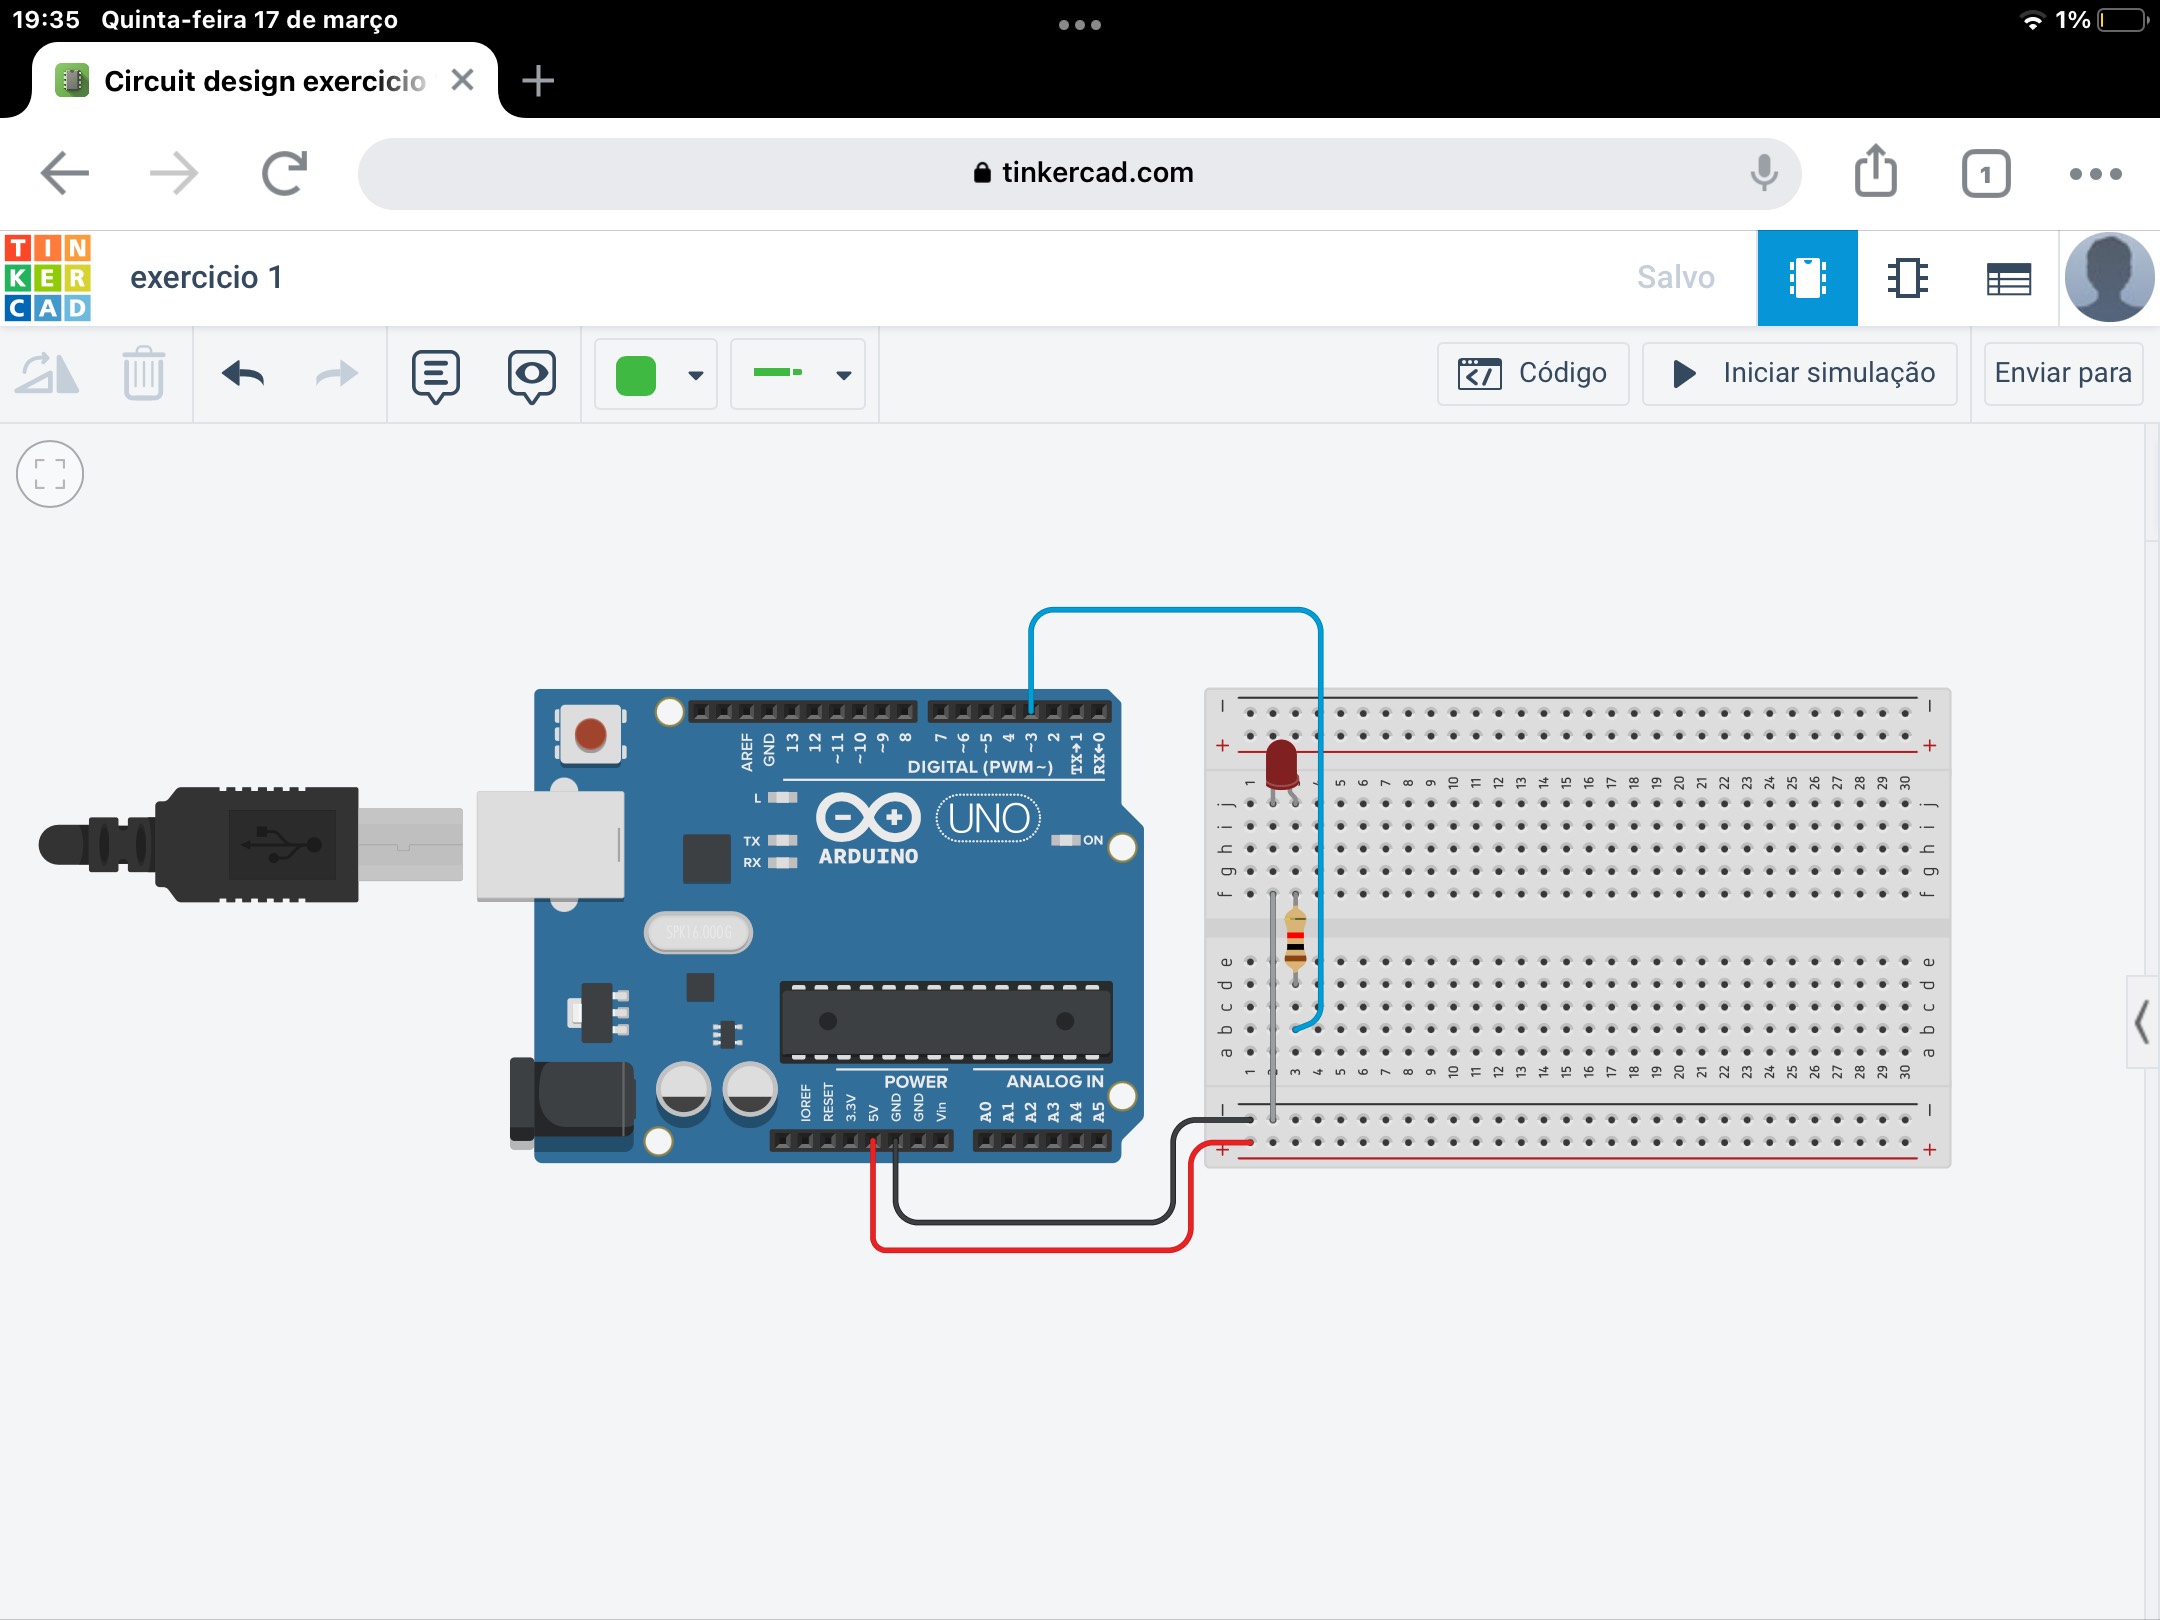 19:35 Quinta-feira 17 de março 1%
Circuit design exercicio
tinkercad.com
1
TIN
KER
CAD
exercicio 1
Salvo
Código
Iniciar simulação
Enviar para
AREF GND 13 12 ~11 ~10 ~9 8 7 ~6 ~5 4 ~3 2 TX→1 RX←0
DIGITAL (PWM~)
L
TX
RX
ARDUINO
UNO
ON
SPK16.000G
POWER
ANALOG IN
IOREF RESET 3.3V 5V GND GND Vin A0 A1 A2 A3 A4 A5
− −
+ +
1 4 5 6 7 8 9 10 11 12 13 14 15 16 17 18 19 20 21 22 23 24 25 26 27 28 29 30
j j
i i
h h
g g
f f
e e
d d
c c
b b
a a
1 2 3 4 5 6 7 8 9 10 11 12 13 14 15 16 17 18 19 20 21 22 23 24 25 26 27 28 29 30
− −
+ +